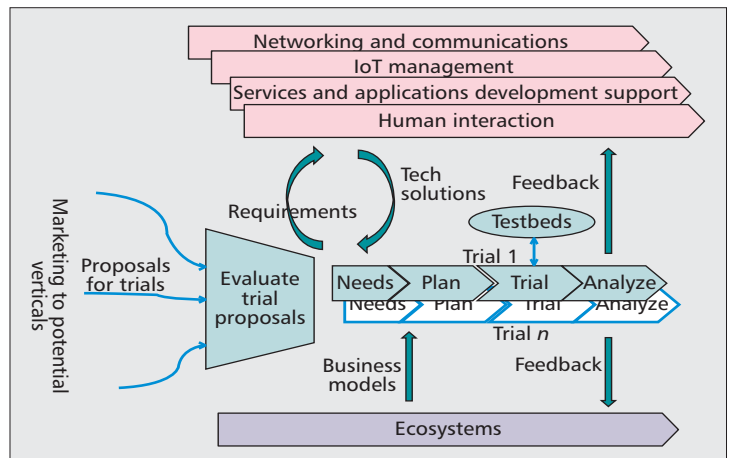 Networking and communications
IoT management
Services and applications development support
Human interaction
Marketing to potential
verticals
Proposals
for trials
Evaluate
trial
proposals
Requirements
Tech
solutions
Feedback
Testbeds
Trial 1
Needs
Plan
Trial
Analyze
Needs
Plan
Trial
Analyze
Trial n
Business
models
Feedback
Ecosystems